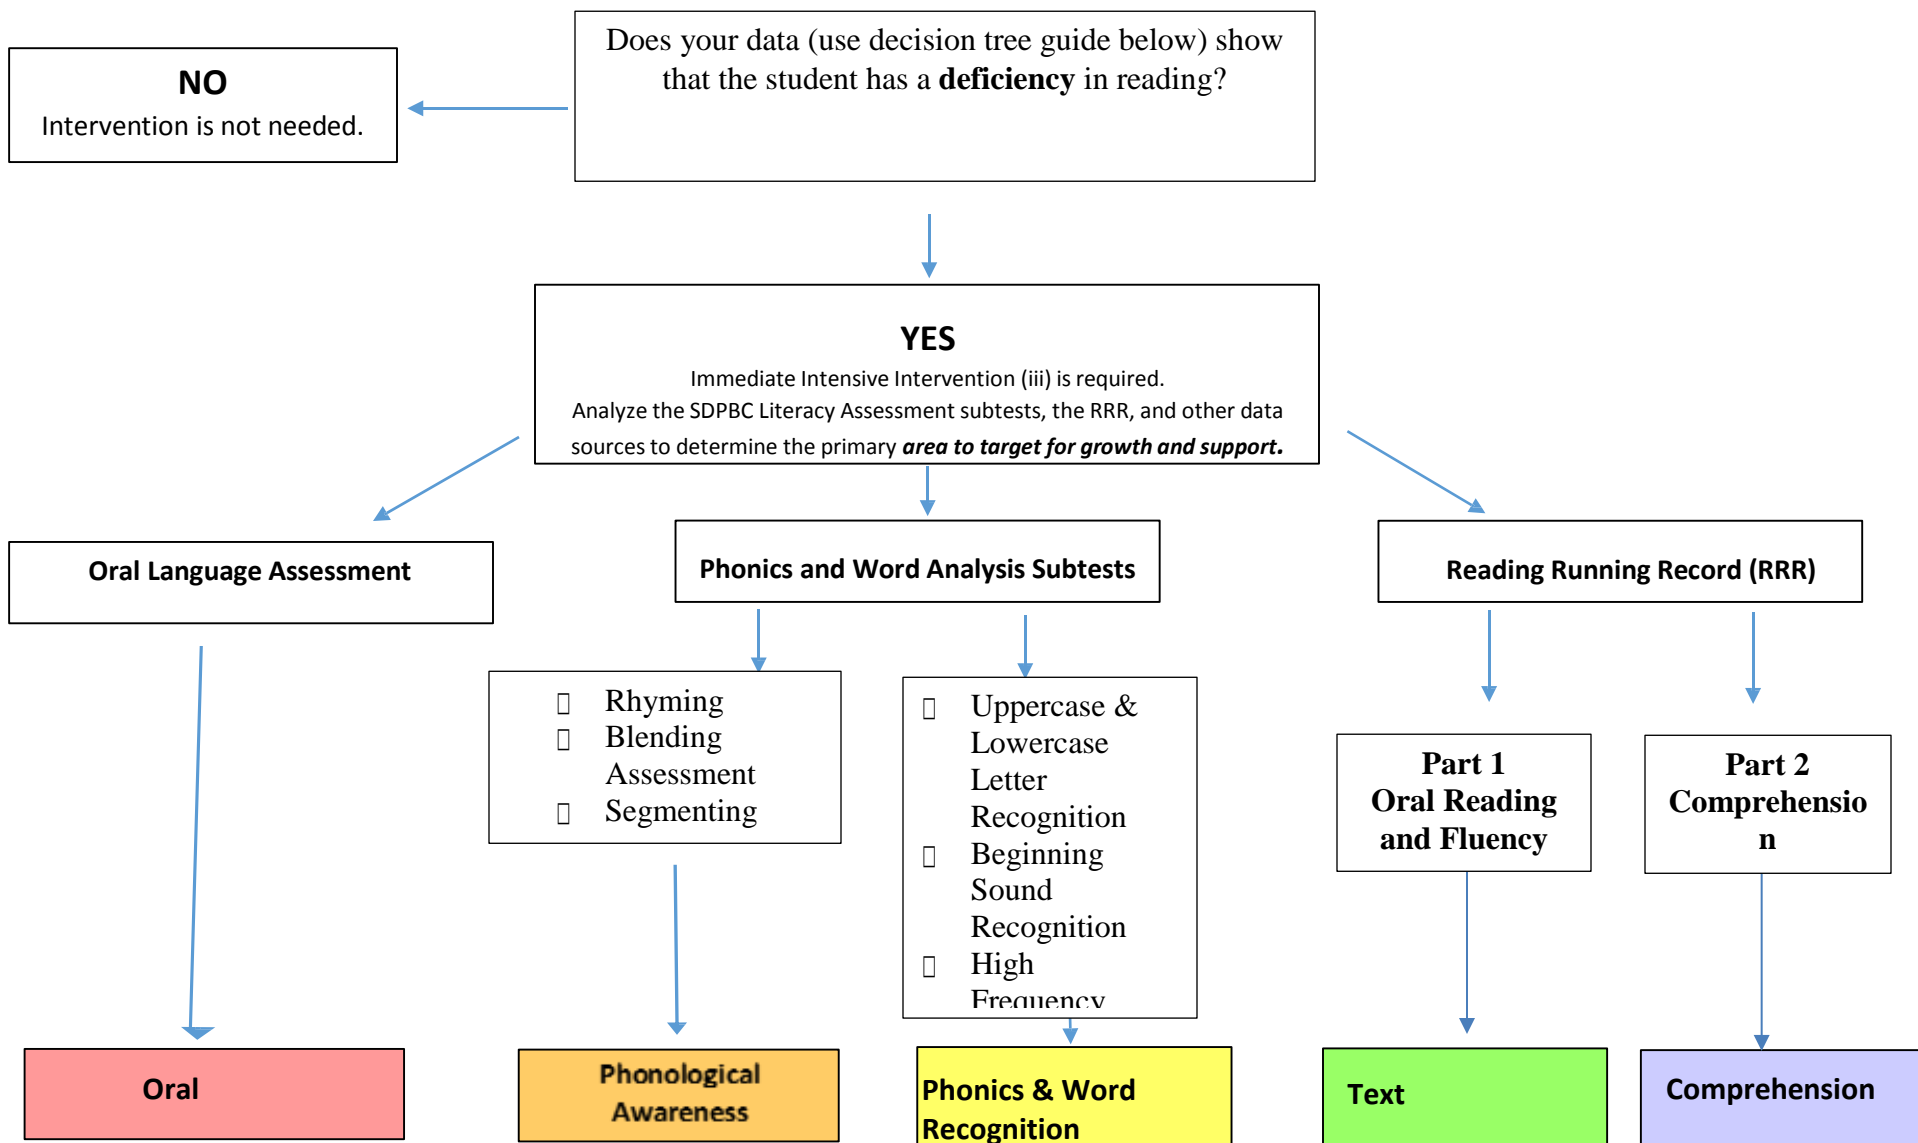 Does your data (use decision tree guide below) show
that the student has a deficiency in reading?
NO
Intervention is not needed.
YES
Immediate Intensive Intervention (iii) is required.
Analyze the SDPBC Literacy Assessment subtests, the RRR, and other data
sources to determine the primary area to target for growth and support.
Oral Language Assessment
Phonics and Word Analysis Subtests
Reading Running Record (RRR)
Rhyming
Blending
Assessment
Segmenting
Uppercase &
Lowercase
Letter
Recognition
Beginning
Sound
Recognition
High
Frequency
Part 1
Oral Reading
and Fluency
Part 2
Comprehensio
n
Oral
Phonological
Awareness
Phonics & Word
Recognition
Text
Comprehension